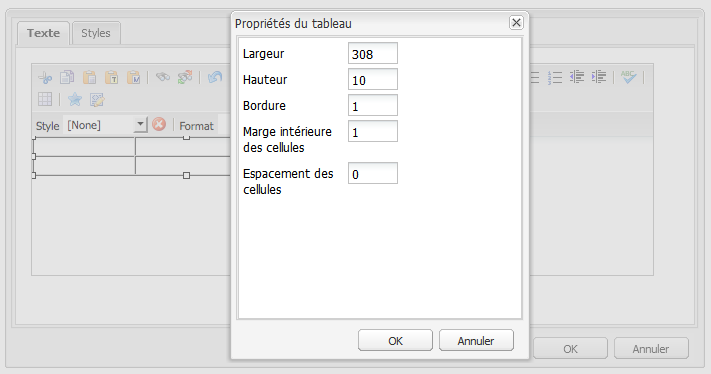 Propriétés du tableau
Texte
Styles
Largeur
308
Hauteur
10
Bordure
1
Marge intérieure
des cellules
1
Espacement des
cellules
0
Style
[None]
Format
OK
Annuler
OK
Annuler